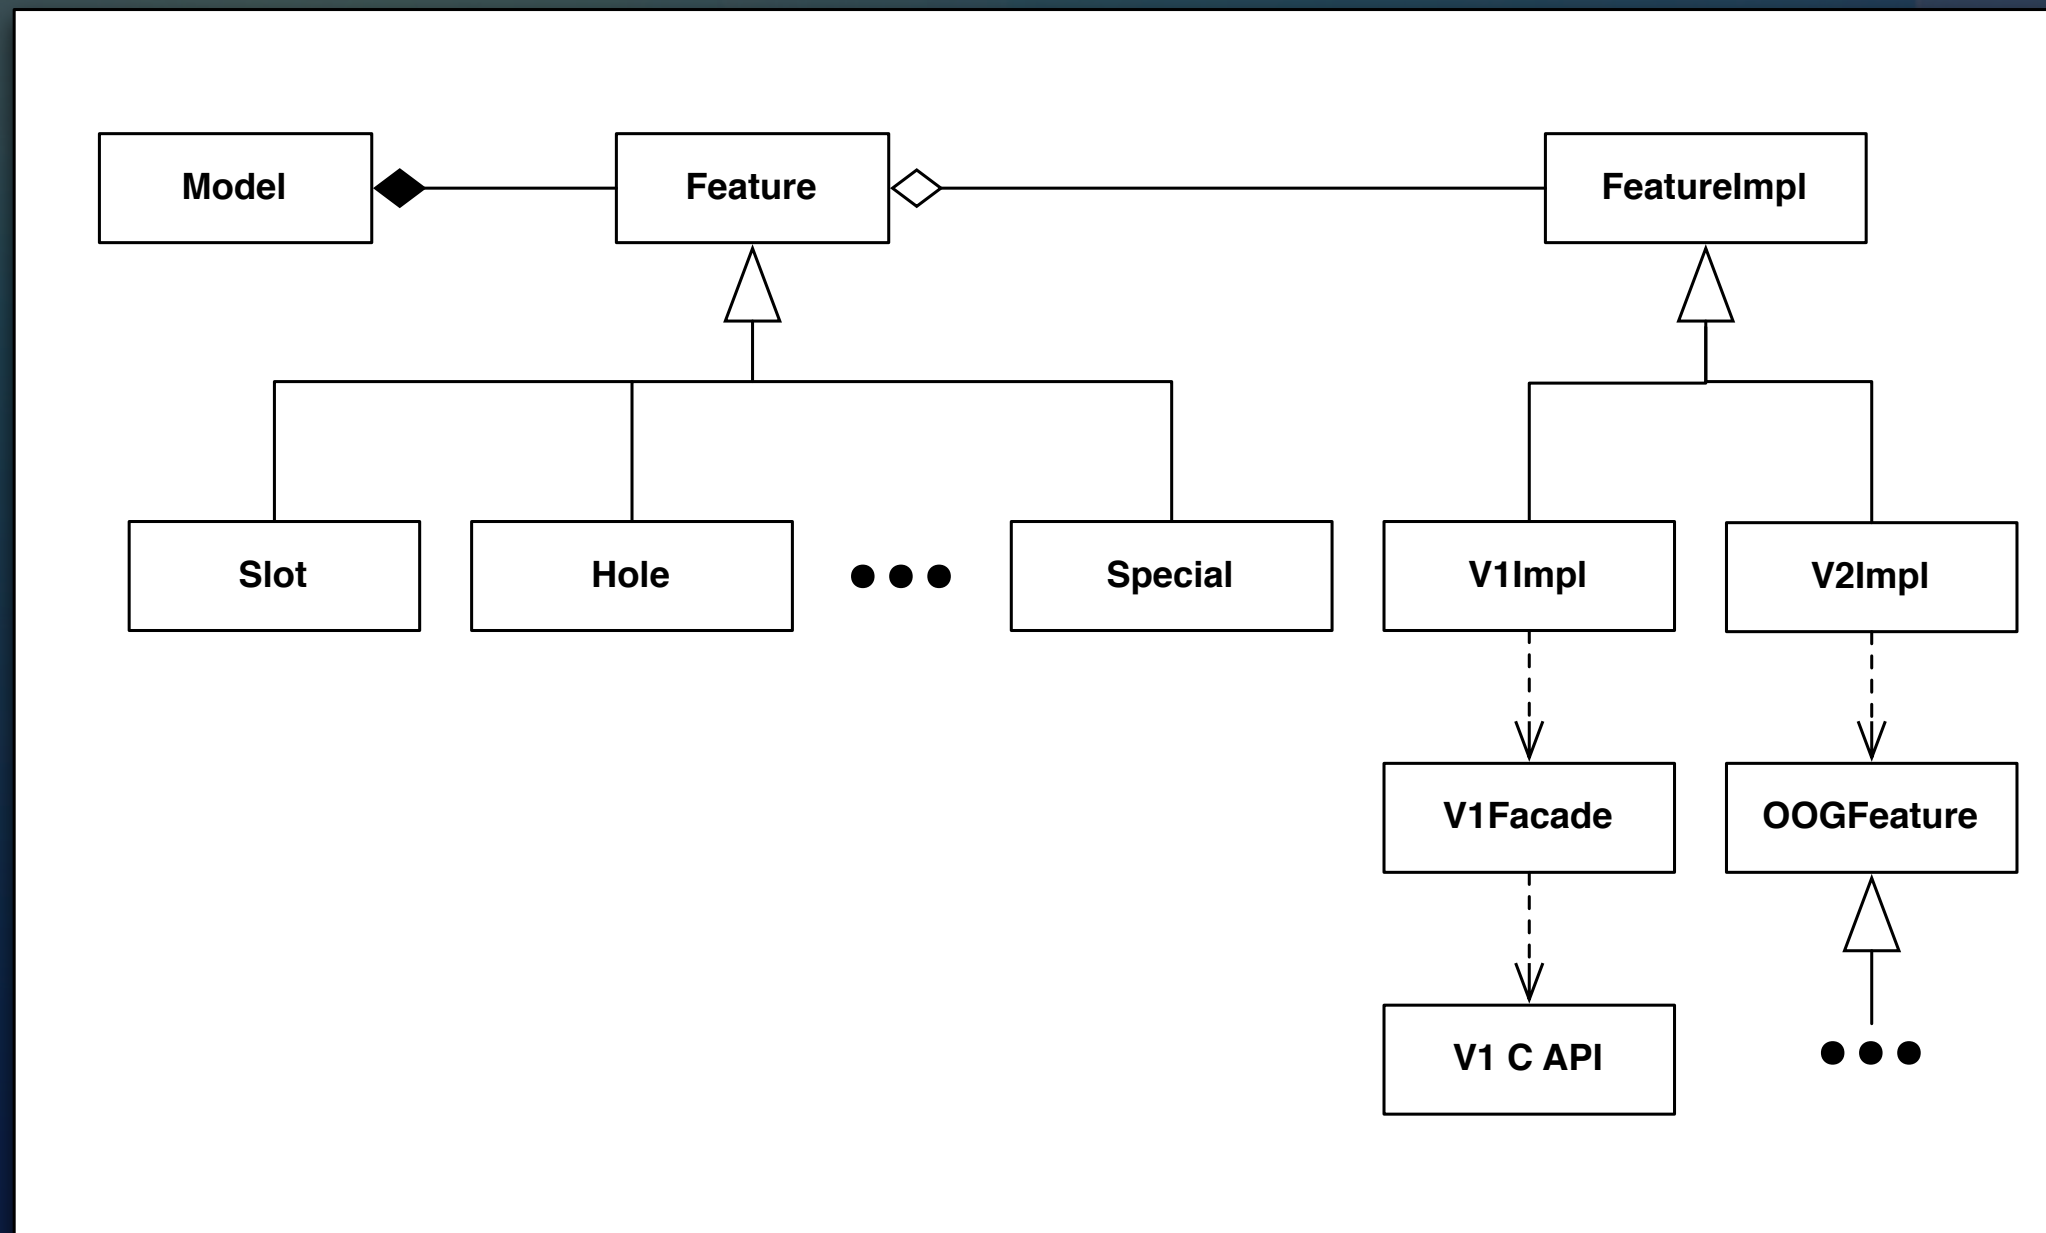 Model
Feature
FeatureImpl
Slot
Hole
Special
V1Impl
V2Impl
V1Facade
OOGFeature
V1 C API